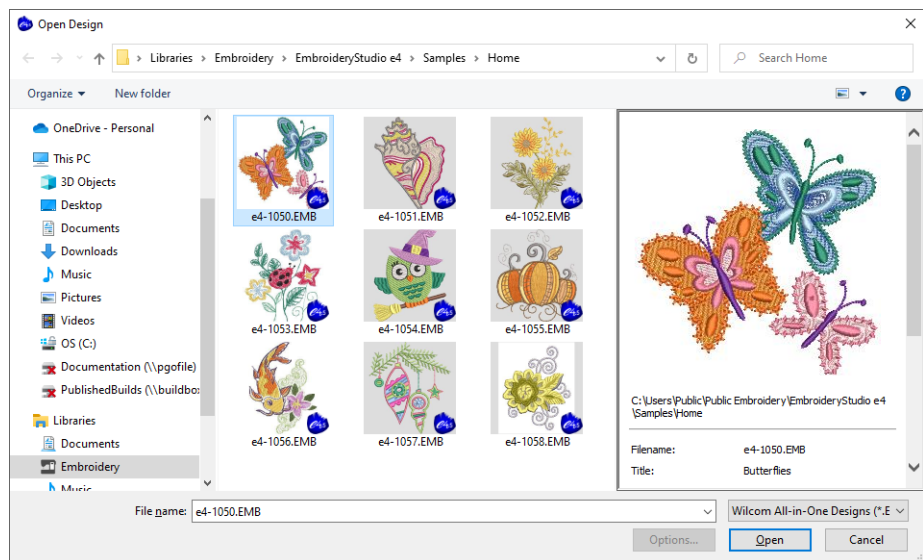 Open Design
Libraries > Embroidery > EmbroideryStudio e4 > Samples > Home
Search Home
Organize
New folder
OneDrive - Personal
This PC
3D Objects
Desktop
Documents
Downloads
Music
Pictures
Videos
OS (C:)
Documentation (\\pgofile)
PublishedBuilds (\\buildbo
Libraries
Documents
Embroidery
Music
e4-1050.EMB
e4-1051.EMB
e4-1052.EMB
e4-1053.EMB
e4-1054.EMB
e4-1055.EMB
e4-1056.EMB
e4-1057.EMB
e4-1058.EMB
C:\Users\Public\Public Embroidery\EmbroideryStudio e4
\Samples\Home
Filename: e4-1050.EMB
Title: Butterflies
File name: e4-1050.EMB
Wilcom All-in-One Designs (*.E
Options...
Open
Cancel